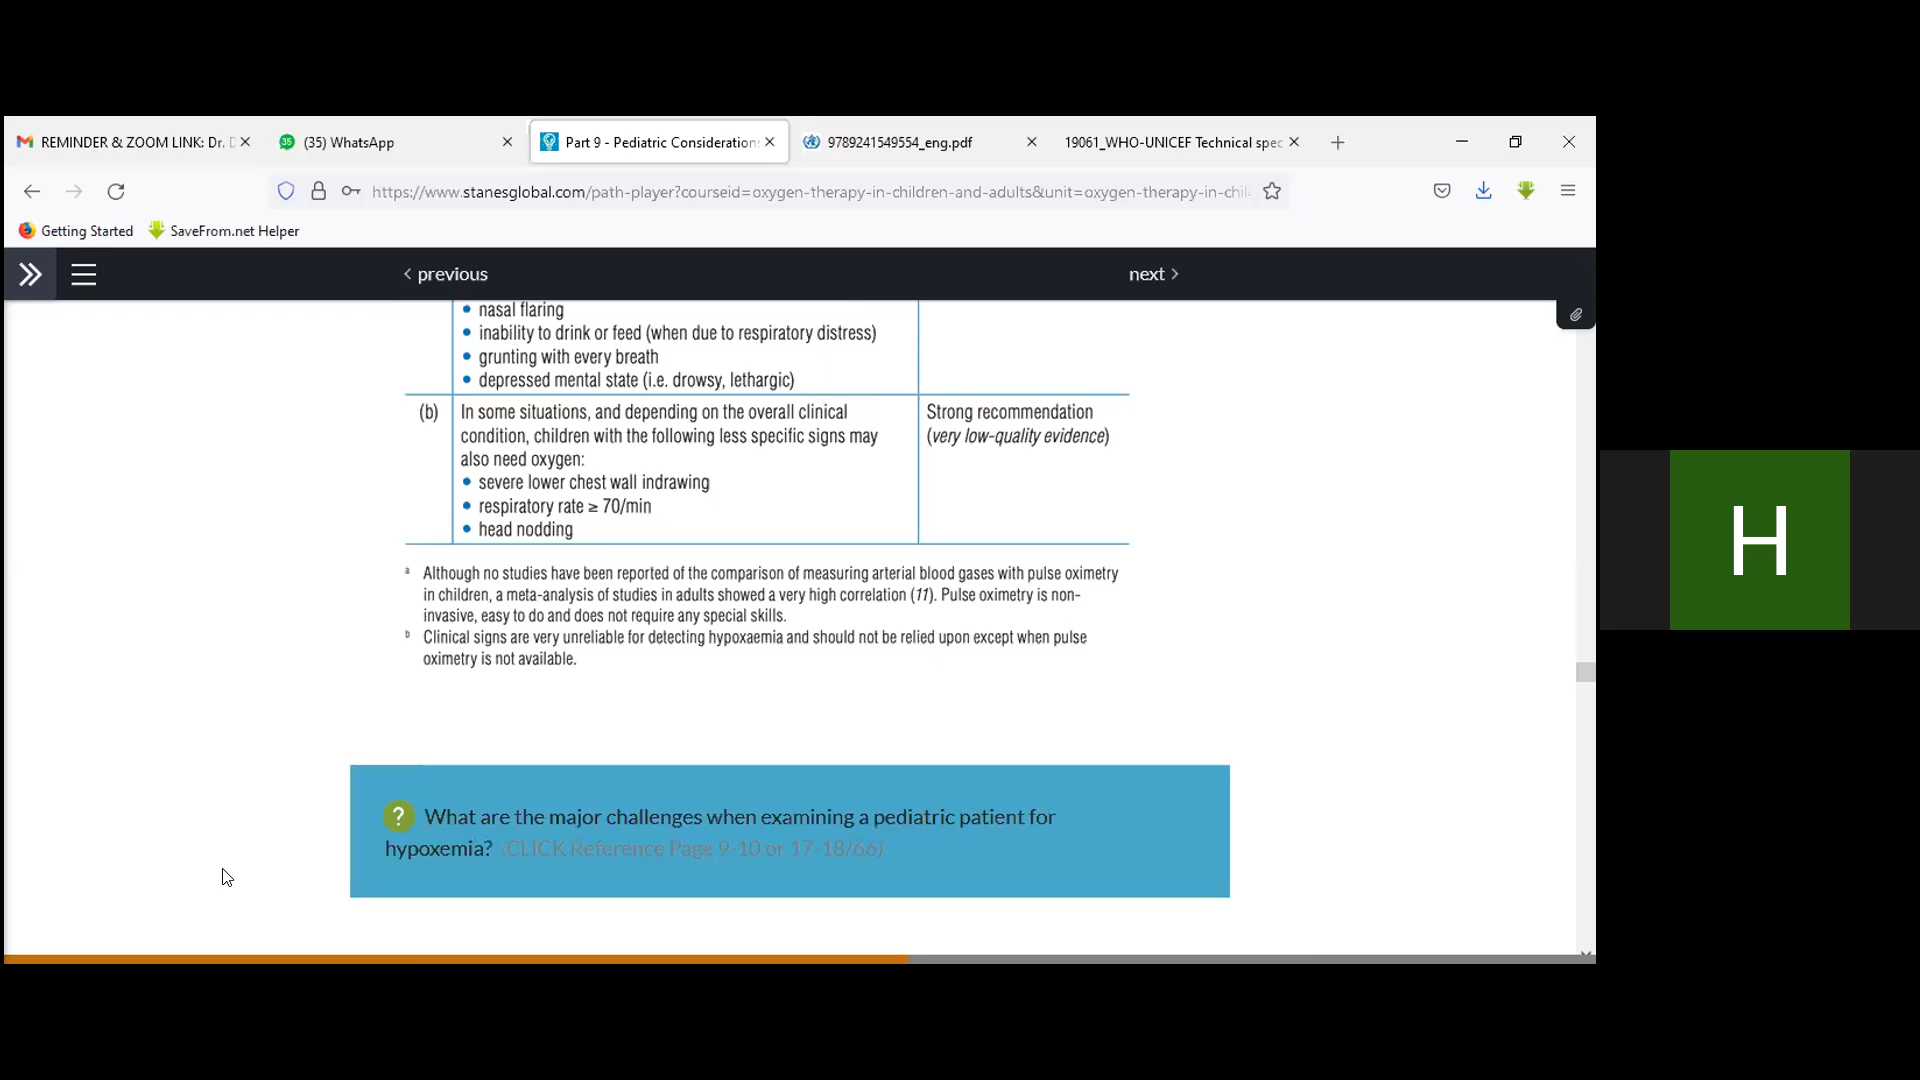 REMINDER & ZOOM LINK: Dr. D
35 (35) WhatsApp
Part 9 - Pediatric Considerations
9789241549554_eng.pdf
19061_WHO-UNICEF Technical spec
https://www.stanesglobal.com/path-player?courseid=oxygen-therapy-in-children-and-adults&unit=oxygen-therapy-in-chil
Getting Started
SaveFrom.net Helper
< previous
next >
• nasal flaring
• inability to drink or feed (when due to respiratory distress)
• grunting with every breath
• depressed mental state (i.e. drowsy, lethargic)
(b)
In some situations, and depending on the overall clinical
condition, children with the following less specific signs may
also need oxygen:
• severe lower chest wall indrawing
• respiratory rate ≥ 70/min
• head nodding
Strong recommendation
(very low-quality evidence)
a Although no studies have been reported of the comparison of measuring arterial blood gases with pulse oximetry
in children, a meta-analysis of studies in adults showed a very high correlation (11). Pulse oximetry is non-
invasive, easy to do and does not require any special skills.
b Clinical signs are very unreliable for detecting hypoxaemia and should not be relied upon except when pulse
oximetry is not available.
? What are the major challenges when examining a pediatric patient for
hypoxemia? (CLICK Reference Page 9-10 or 17-18/66)
H